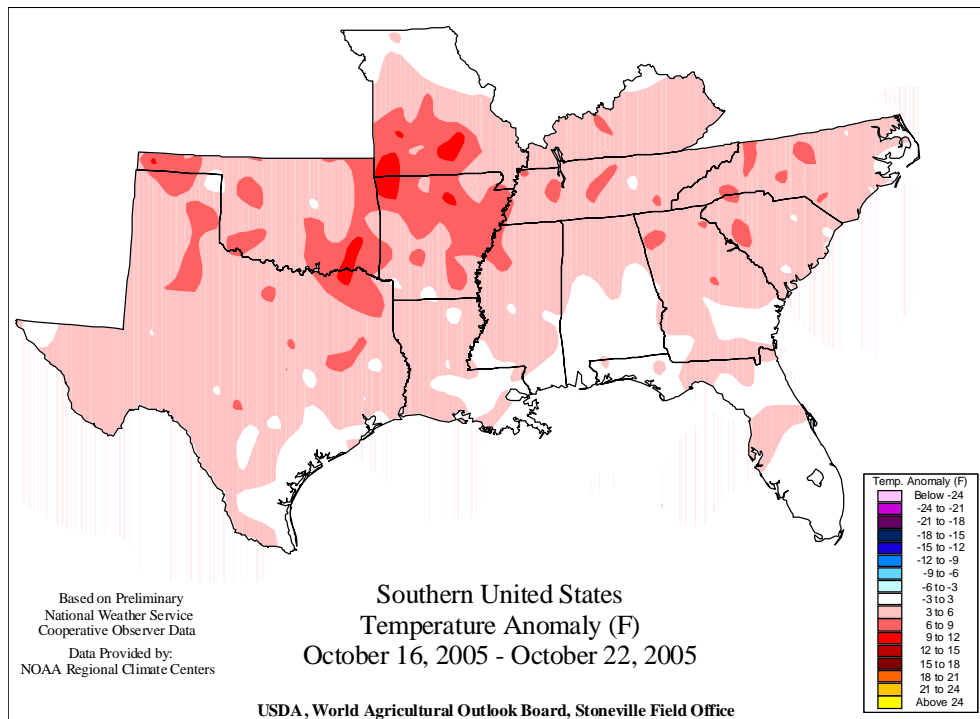 Temp. Anomaly (F)
Below -24
-24 to -21
-21 to -18
-18 to -15
-15 to -12
-12 to -9
-9 to -6
-6 to -3
-3 to 3
3 to 6
6 to 9
9 to 12
12 to 15
15 to 18
18 to 21
21 to 24
Above 24
Based on Preliminary
National Weather Service
Cooperative Observer Data
Data Provided by:
NOAA Regional Climate Centers
Southern United States
Temperature Anomaly (F)
October 16, 2005 - October 22, 2005
USDA, World Agricultural Outlook Board, Stoneville Field Office